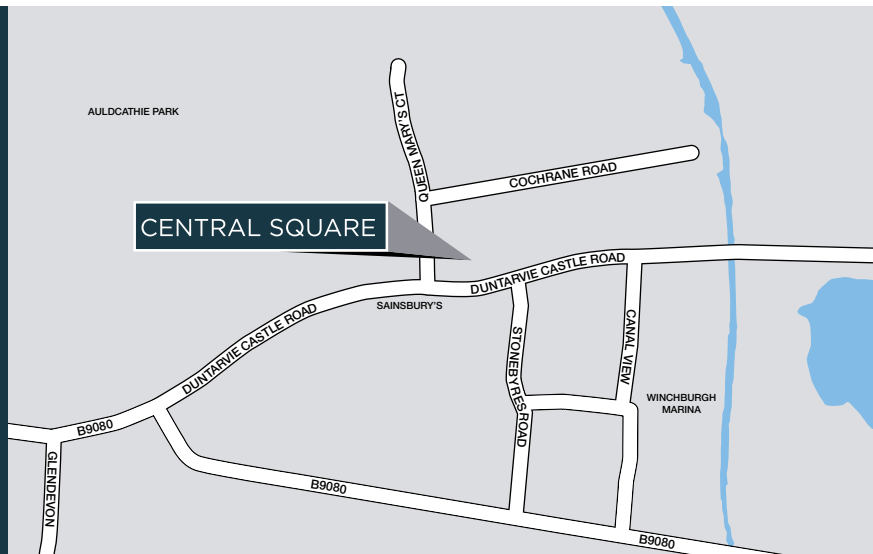 AULDCATHIE PARK
QUEEN MARY'S CT
COCHRANE ROAD
CENTRAL SQUARE
DUNTARVIE CASTLE ROAD
SAINSBURY'S
DUNTARVIE CASTLE ROAD
STONEBYRES ROAD
CANAL VIEW
WINCHBURGH
MARINA
B9080
GLENDEVON
B9080
B9080